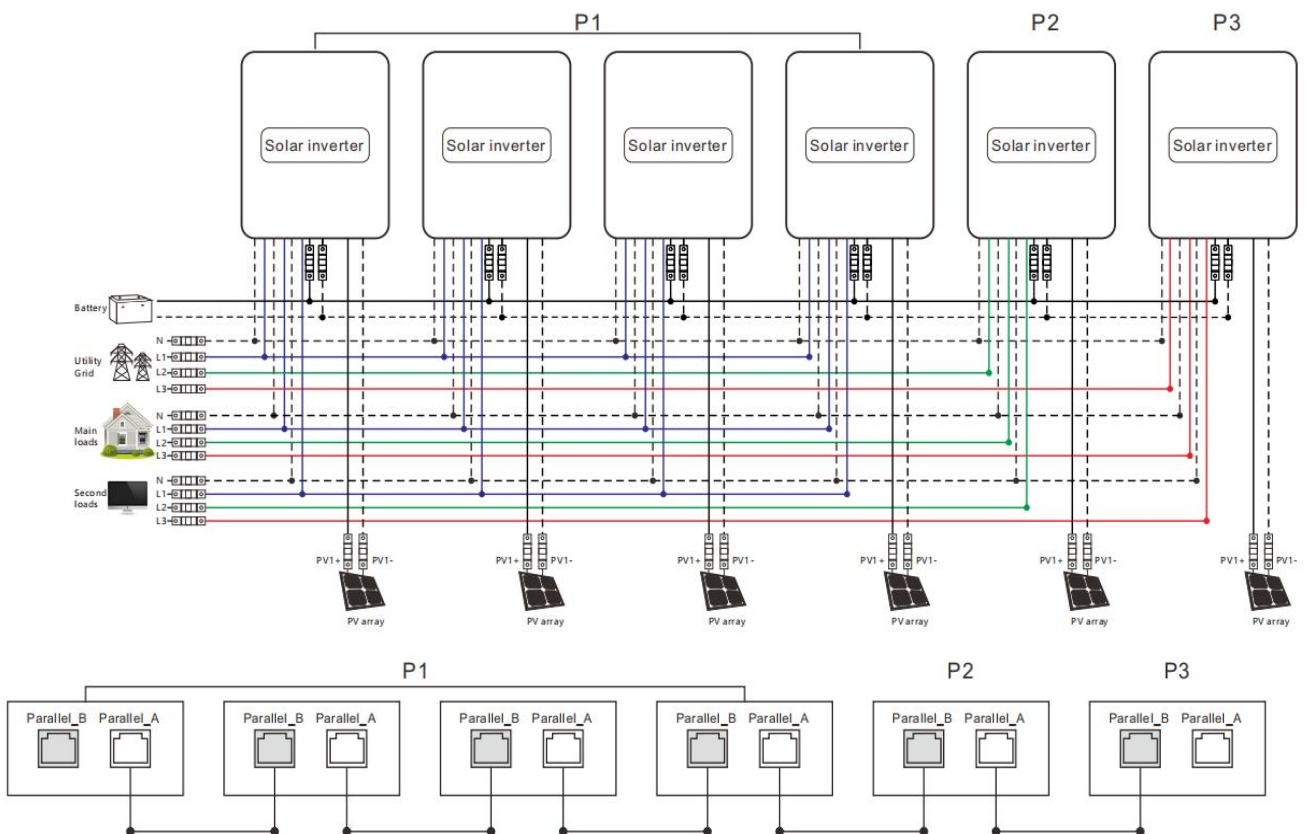 P1 P2 P3
Solar inverter Solar inverter Solar inverter Solar inverter Solar inverter Solar inverter
Battery
Utility
Grid
N
L1
L2
L3
Main
loads
N
L1
L2
L3
Second
loads
N
L1
L2
L3
PV1+ PV1- PV1+ PV1- PV1+ PV1- PV1+ PV1- PV1+ PV1- PV1+ PV1-
PV array PV array PV array PV array PV array PV array
P1 P2 P3
Parallel_B Parallel_A Parallel_B Parallel_A Parallel_B Parallel_A Parallel_B Parallel_A Parallel_B Parallel_A Parallel_B Parallel_A